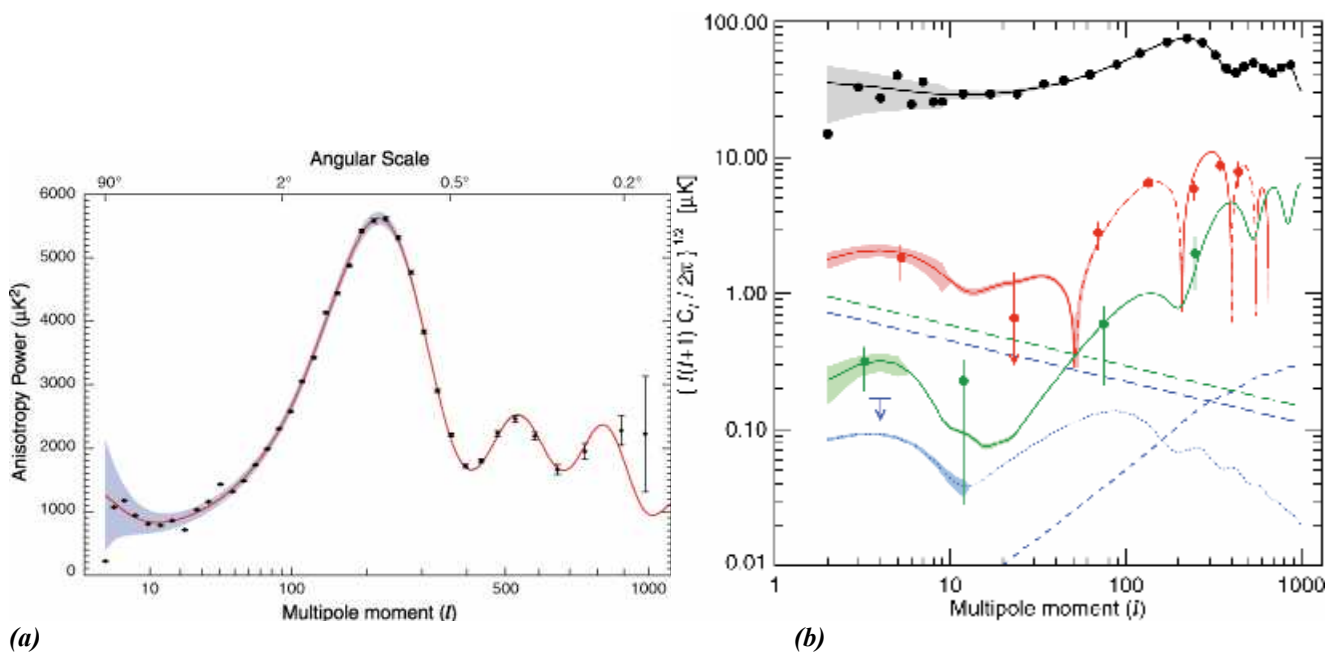 Angular Scale
90° 2° 0.5° 0.2°
6000
5000
4000
3000
2000
1000
0
Anisotropy Power (μK²)
10 100 500 1000
Multipole moment (l)
(a)
100.00
10.00
1.00
0.10
0.01
{ l(l+1) Cl / 2π }^1/2 [μK]
1 10 100 1000
Multipole moment (l)
(b)